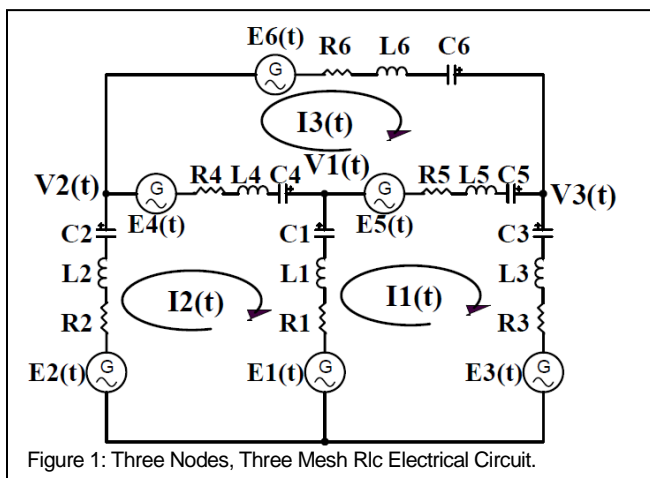 E6(t) R6 L6 C6
G
I3(t)
V2(t) G R4 L4 C4 V1(t) G R5 L5 C5 V3(t)
E4(t) E5(t)
C2 C1 C3
L2 L1 L3
I2(t) I1(t)
R2 R1 R3
E2(t) G E1(t) G E3(t) G
Figure 1: Three Nodes, Three Mesh Rlc Electrical Circuit.